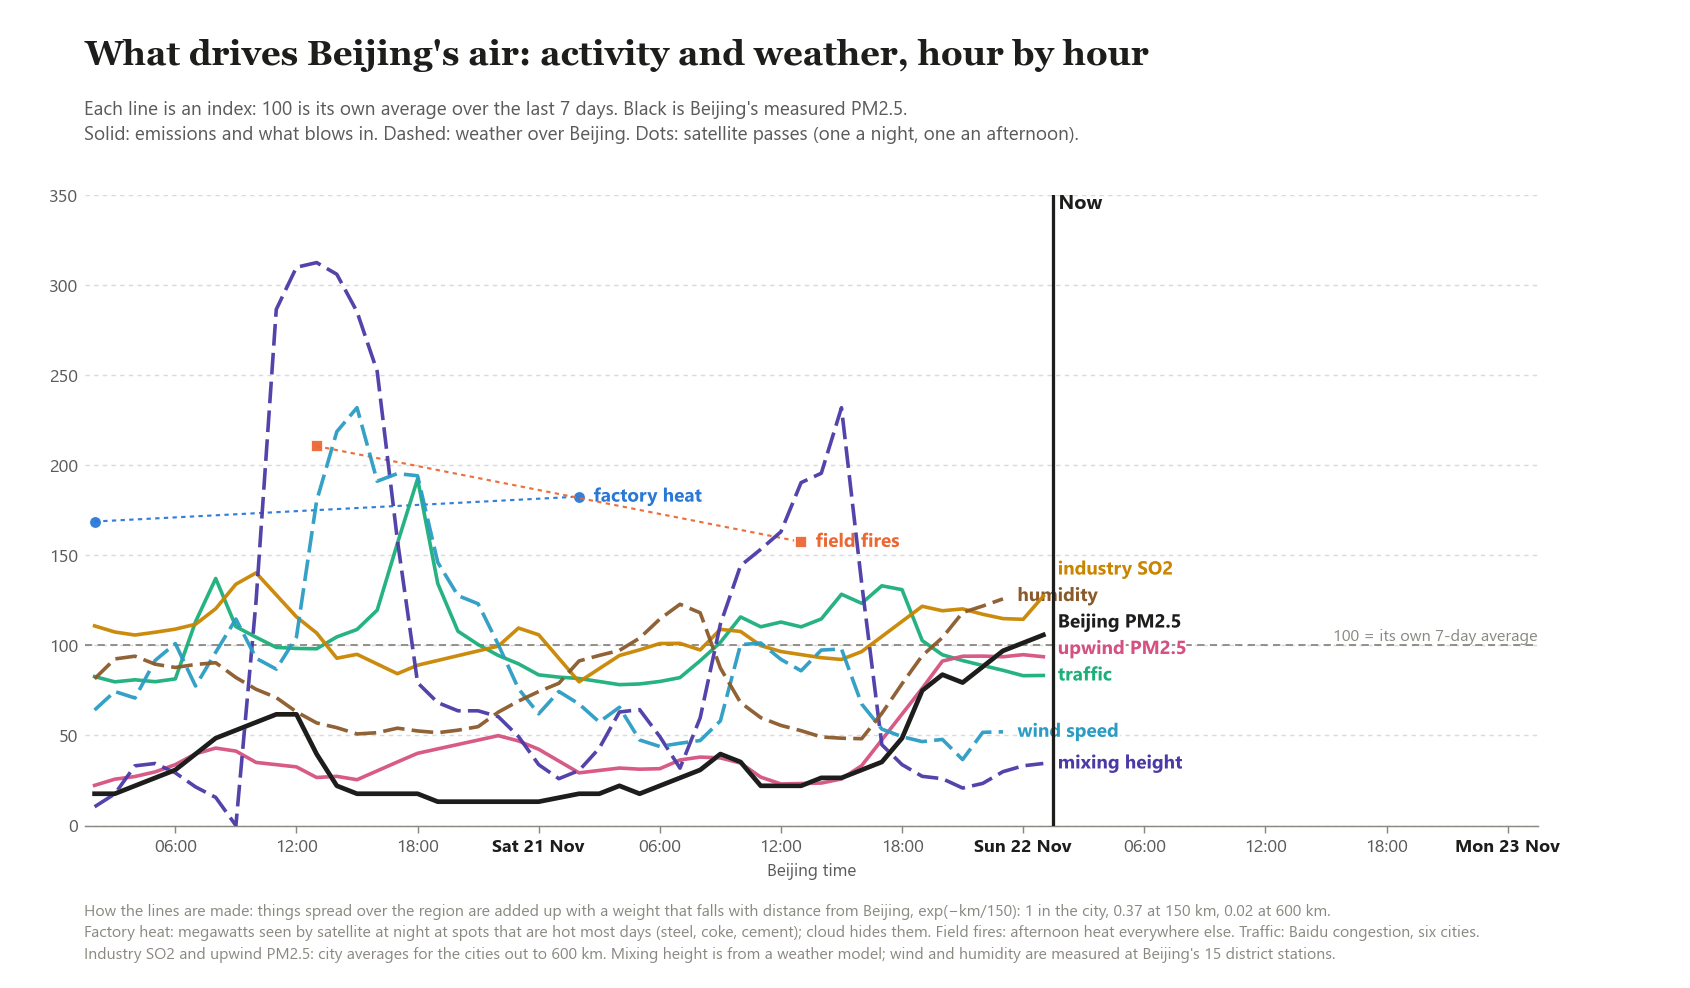 What drives Beijing's air: activity and weather, hour by hour
Each line is an index: 100 is its own average over the last 7 days. Black is Beijing's measured PM2.5.
Solid: emissions and what blows in. Dashed: weather over Beijing. Dots: satellite passes (one a night, one an afternoon).
350
Now
300
250
200
factory heat
150
field fires
industry SO2
humidity
Beijing PM2.5
100 = its own 7-day average
100
upwind PM2.5
traffic
50
wind speed
mixing height
0
06:00
12:00
18:00
Sat 21 Nov
06:00
12:00
18:00
Sun 22 Nov
06:00
12:00
18:00
Mon 23 Nov
Beijing time
How the lines are made: things spread over the region are added up with a weight that falls with distance from Beijing, exp(−km/150): 1 in the city, 0.37 at 150 km, 0.02 at 600 km.
Factory heat: megawatts seen by satellite at night at spots that are hot most days (steel, coke, cement); cloud hides them. Field fires: afternoon heat everywhere else. Traffic: Baidu congestion, six cities.
Industry SO2 and upwind PM2.5: city averages for the cities out to 600 km. Mixing height is from a weather model; wind and humidity are measured at Beijing's 15 district stations.